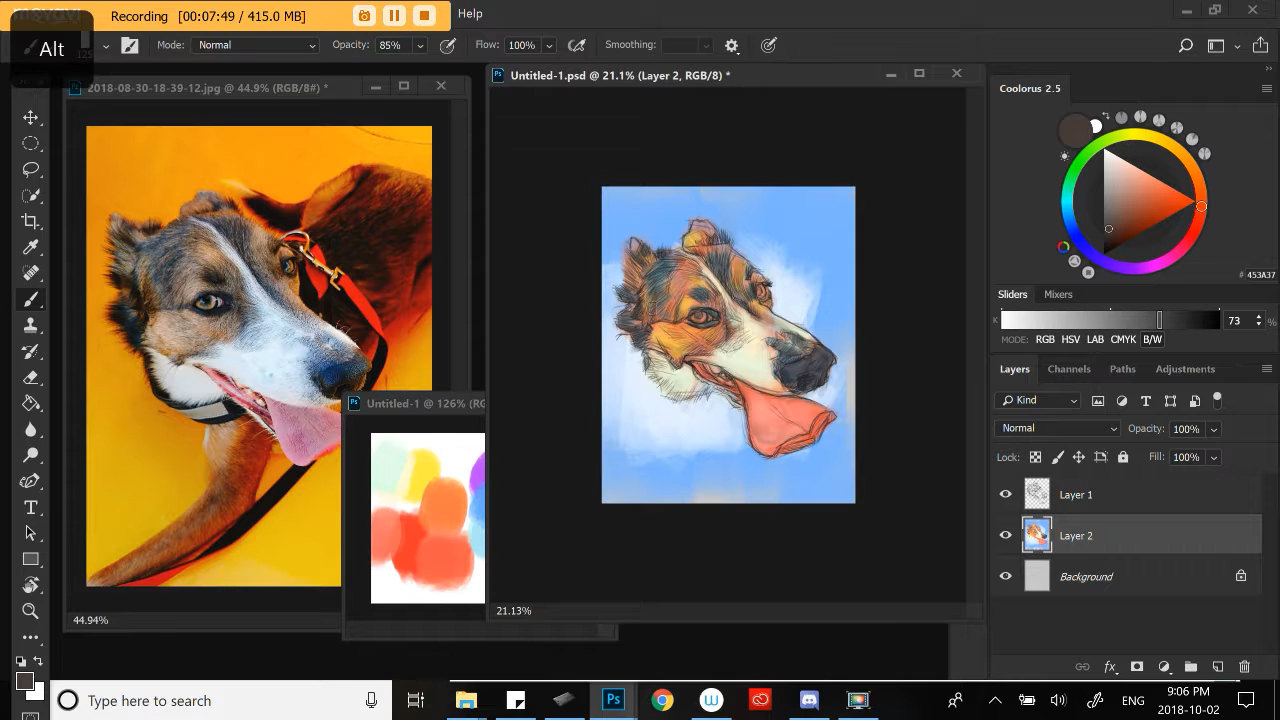 Recording [00:07:49 / 415.0 MB]
Help
Alt
125
Mode: Normal Opacity: 85% Flow: 100% Smoothing:
2018-08-30-18-39-12.jpg @ 44.9% (RGB/8#) *
Untitled-1.psd @ 21.1% (Layer 2, RGB/8) *
Coolorus 2.5
# 453A37
Sliders Mixers
K 73 %
MODE: RGB HSV LAB CMYK B/W
Layers Channels Paths Adjustments
Kind
Normal Opacity: 100%
Lock: Fill: 100%
Untitled-1 @ 126% (RG
Layer 1
Layer 2
Background
21.13%
44.94%
fx
Type here to search
ENG
9:06 PM
2018-10-02